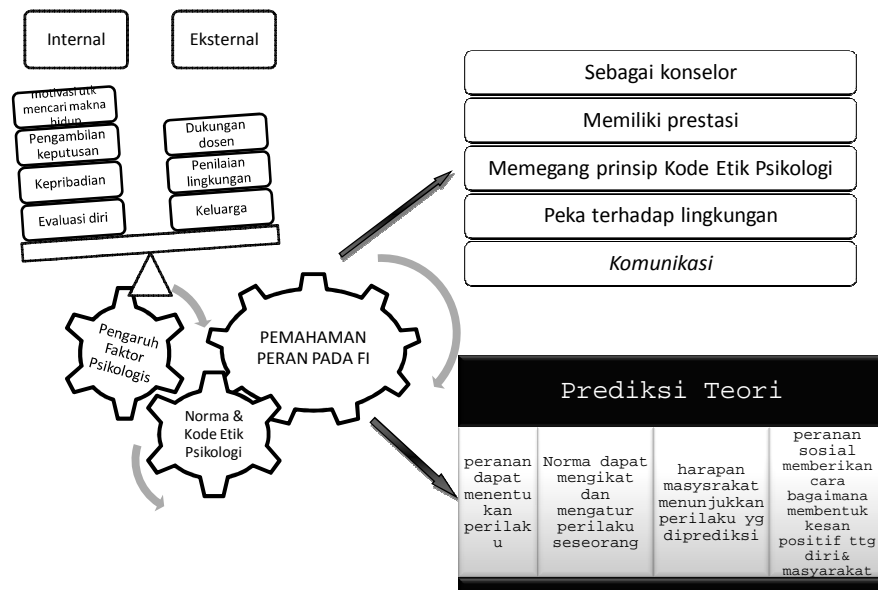 Internal
Eksternal
motivasi utk
mencari makna
hidup
Pengambilan
keputusan
Kepribadian
Evaluasi diri
Dukungan
dosen
Penilaian
lingkungan
Keluarga
Pengaruh
Faktor
Psikologis
PEMAHAMAN
PERAN PADA FI
Norma &
Kode Etik
Psikologi
Sebagai konselor
Memiliki prestasi
Memegang prinsip Kode Etik Psikologi
Peka terhadap lingkungan
Komunikasi
Prediksi Teori
peranan
dapat
menentu
kan
perilak
u
Norma dapat
mengikat
dan
mengatur
perilaku
seseorang
harapan
masysrakat
menunjukkan
perilaku yg
diprediksi
peranan
sosial
memberikan
cara
bagaimana
membentuk
kesan
positif ttg
diri&
masyarakat